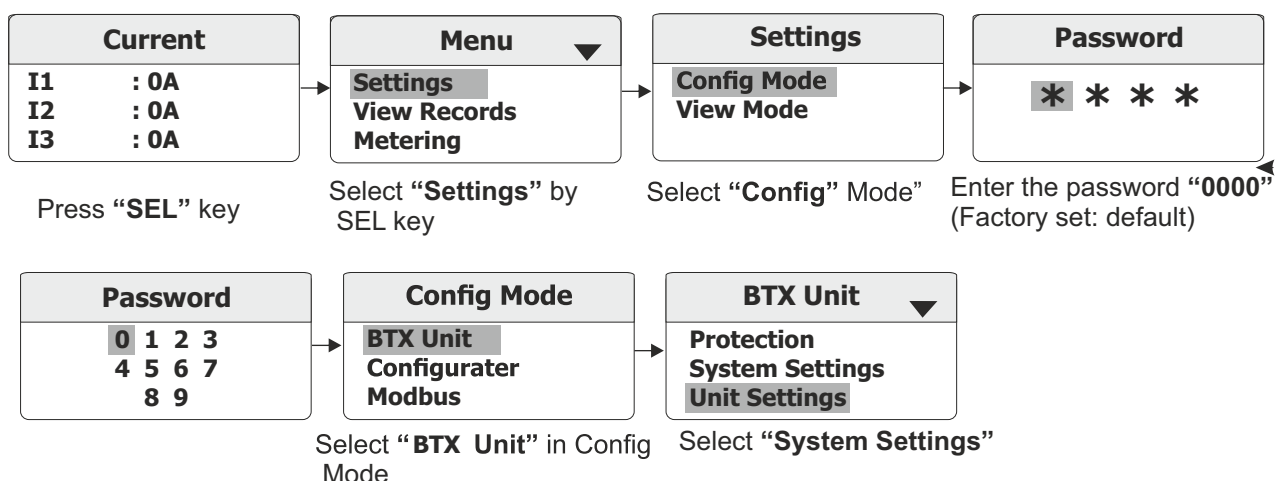 Current
I1 : 0A
I2 : 0A
I3 : 0A
Press “SEL” key
Menu
Settings
View Records
Metering
Select “Settings” by
SEL key
Settings
Config Mode
View Mode
Select “Config” Mode”
Password
* * * *
Enter the password “0000”
(Factory set: default)
Password
0 1 2 3
4 5 6 7
8 9
Config Mode
BTX Unit
Configurater
Modbus
Select “BTX Unit” in Config
Mode
BTX Unit
Protection
System Settings
Unit Settings
Select “System Settings”